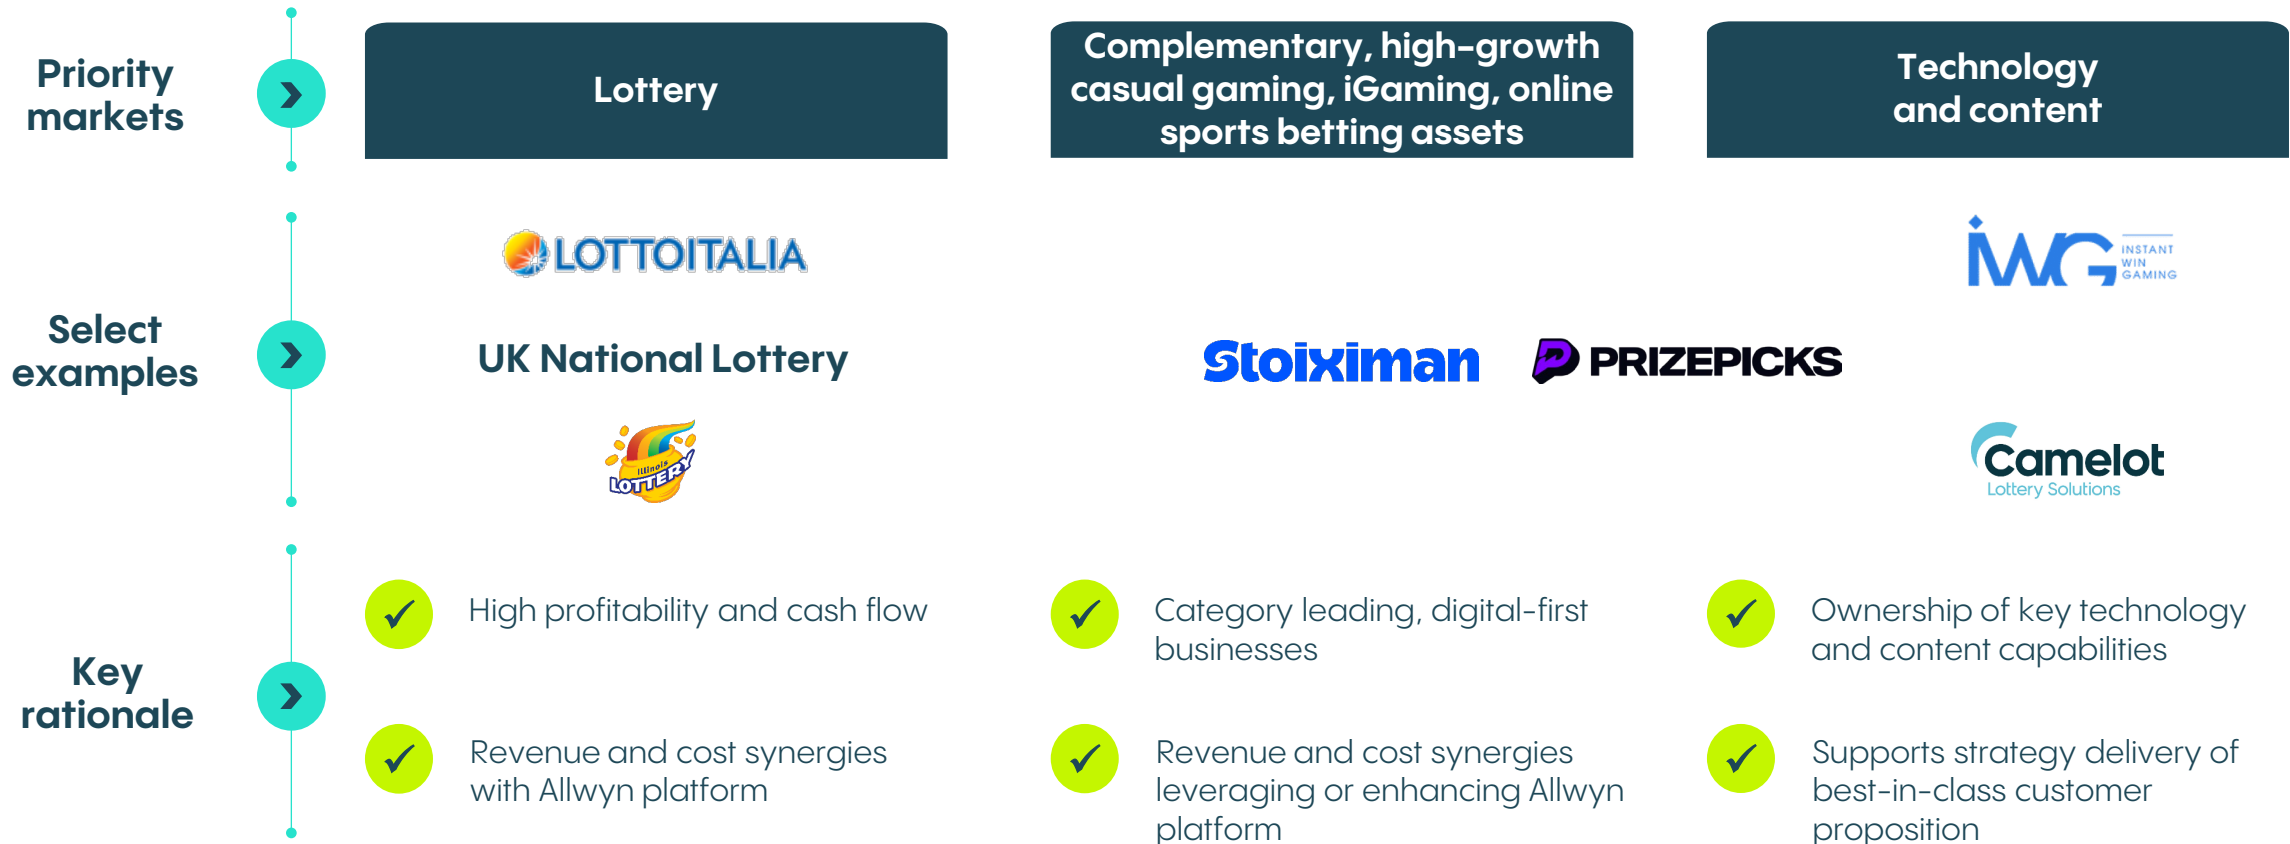 Priority
markets
Lottery
Complementary, high-growth
casual gaming, iGaming, online
sports betting assets
Technology
and content
Select
examples
LOTTOITALIA
UK National Lottery
Illinois
LOTTERY
Stoiximan
PRIZEPICKS
iWG INSTANT
WIN
GAMING
Camelot
Lottery Solutions
Key
rationale
High profitability and cash flow
Revenue and cost synergies
with Allwyn platform
Category leading, digital-first
businesses
Revenue and cost synergies
leveraging or enhancing Allwyn
platform
Ownership of key technology
and content capabilities
Supports strategy delivery of
best-in-class customer
proposition